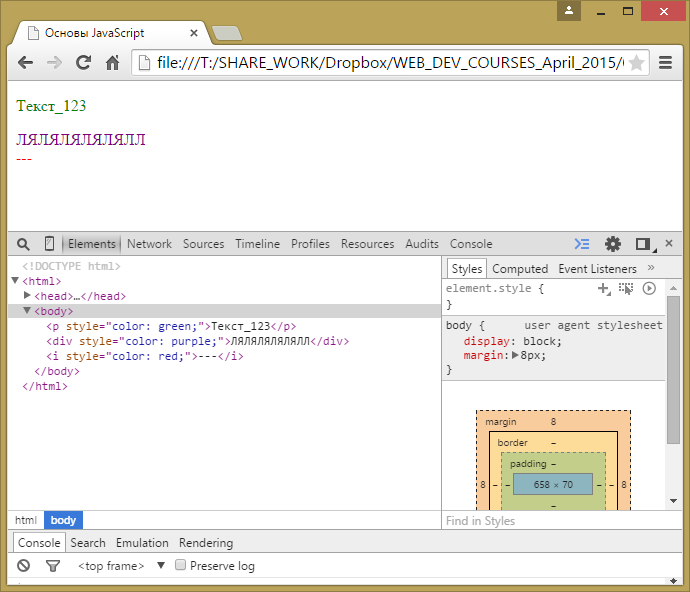 Основы JavaScript
file:///T:/SHARE_WORK/Dropbox/WEB_DEV_COURSES_April_2015/
Текст_123
ЛЯЛЯЛЯЛЯЛЯЛЛ
---
Elements Network Sources Timeline Profiles Resources Audits Console
<!DOCTYPE html>
<html>
<head>…</head>
<body>
<p style="color: green;">Текст_123</p>
<div style="color: purple;">ЛЯЛЯЛЯЛЯЛЯЛЛ</div>
<i style="color: red;">---</i>
</body>
</html>
html body
Styles Computed Event Listeners »
element.style {
}
body { user agent stylesheet
display: block;
margin: 8px;
}
margin 8
border –
padding –
8 – – 658 × 70 – – 8
–
Find in Styles
Console Search Emulation Rendering
<top frame> Preserve log